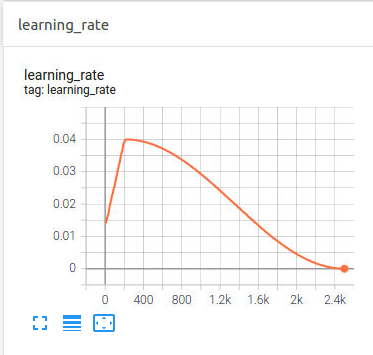 learning_rate
learning_rate
tag: learning_rate
0.04
0.03
0.02
0.01
0
0 400 800 1.2k 1.6k 2k 2.4k